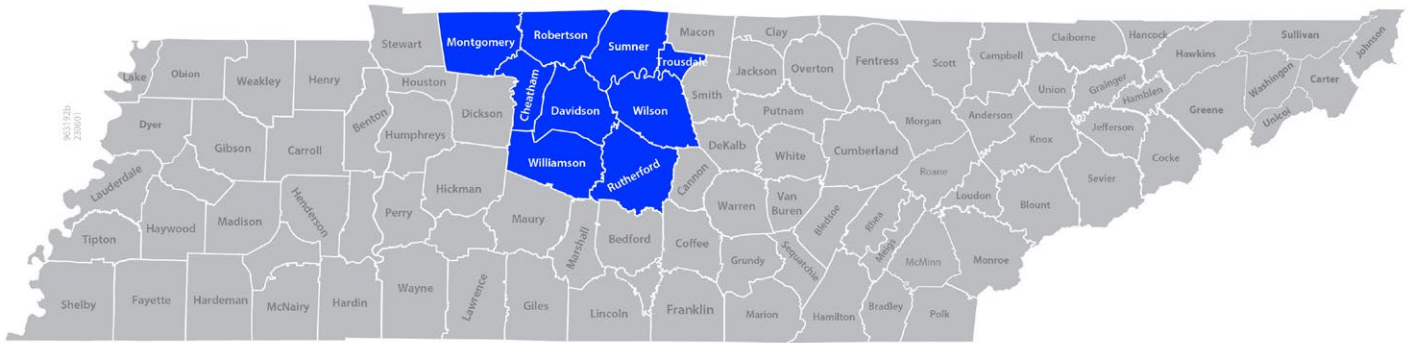 Stewart
Montgomery
Robertson
Sumner
Macon
Clay
Trousdale
Claiborne
Hancock
Sullivan
Johnson
Hawkins
Campbell
Scott
Fentress
Overton
Jackson
Lake
Obion
Weakley
Henry
Houston
Cheatham
Davidson
Wilson
Smith
Putnam
Union
Grainger
Hamblen
Washington
Carter
Unicoi
Greene
Dickson
Benton
Humphreys
Dyer
Gibson
Carroll
963192b
230601
DeKalb
White
Cumberland
Morgan
Anderson
Knox
Jefferson
Cocke
Sevier
Williamson
Rutherford
Cannon
Roane
Loudon
Blount
Lauderdale
Haywood
Madison
Henderson
Perry
Hickman
Maury
Marshall
Bedford
Coffee
Warren
Van
Buren
Bledsoe
Rhea
Meigs
McMinn
Monroe
Tipton
Grundy
Sequatchie
Shelby
Fayette
Hardeman
McNairy
Hardin
Wayne
Lawrence
Giles
Lincoln
Franklin
Marion
Hamilton
Bradley
Polk